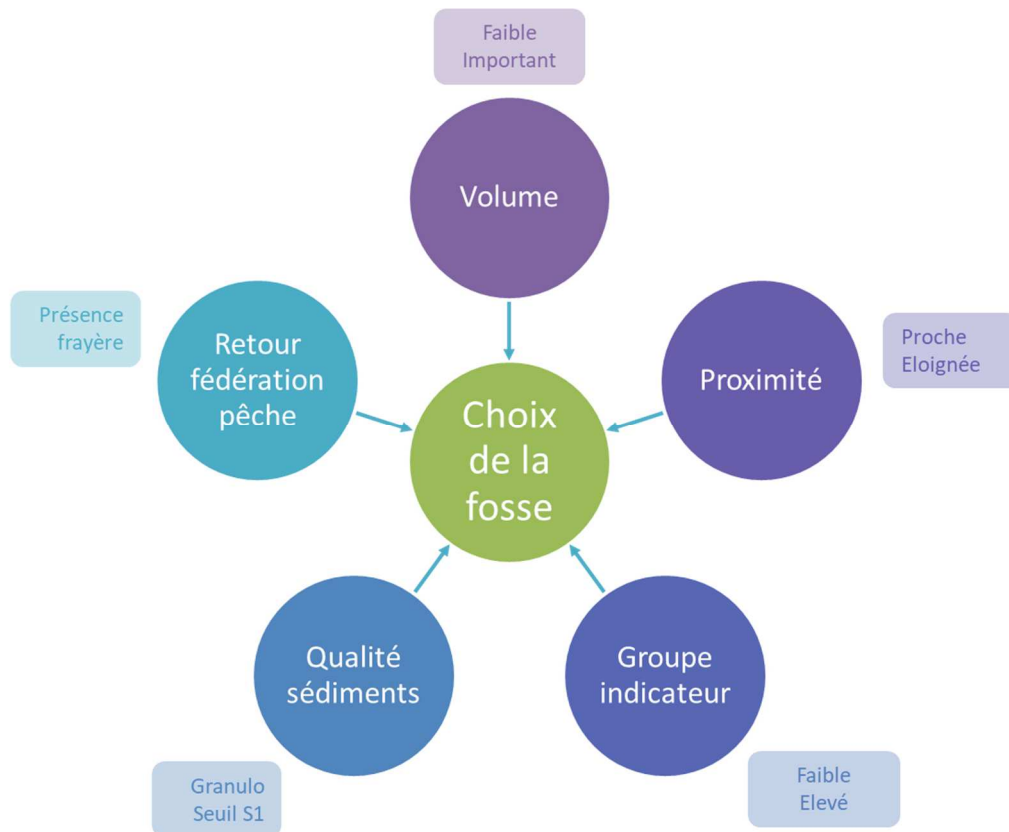 Faible
Important
Volume
Présence
frayère
Retour
fédération
pêche
Proche
Eloignée
Proximité
Choix
de la
fosse
Qualité
sédiments
Groupe
indicateur
Granulo
Seuil S1
Faible
Elevé